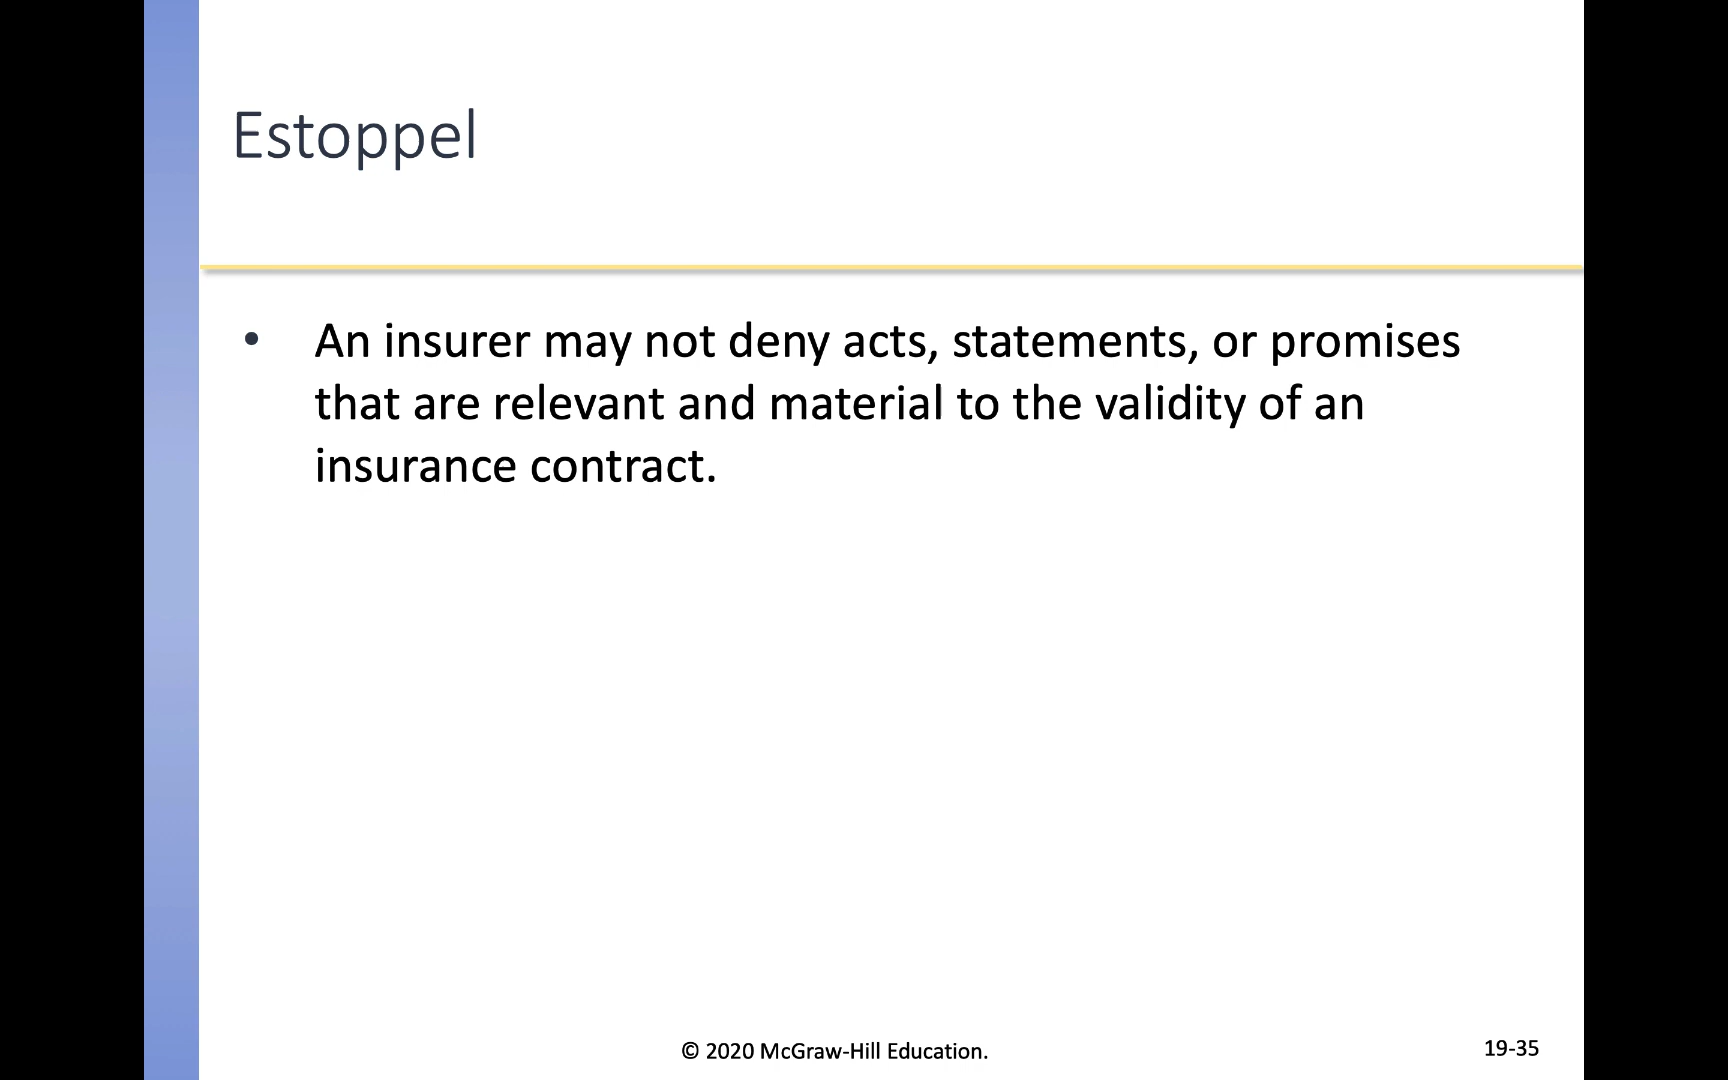 Estoppel
• An insurer may not deny acts, statements, or promises
that are relevant and material to the validity of an
insurance contract.
© 2020 McGraw-Hill Education.
19-35